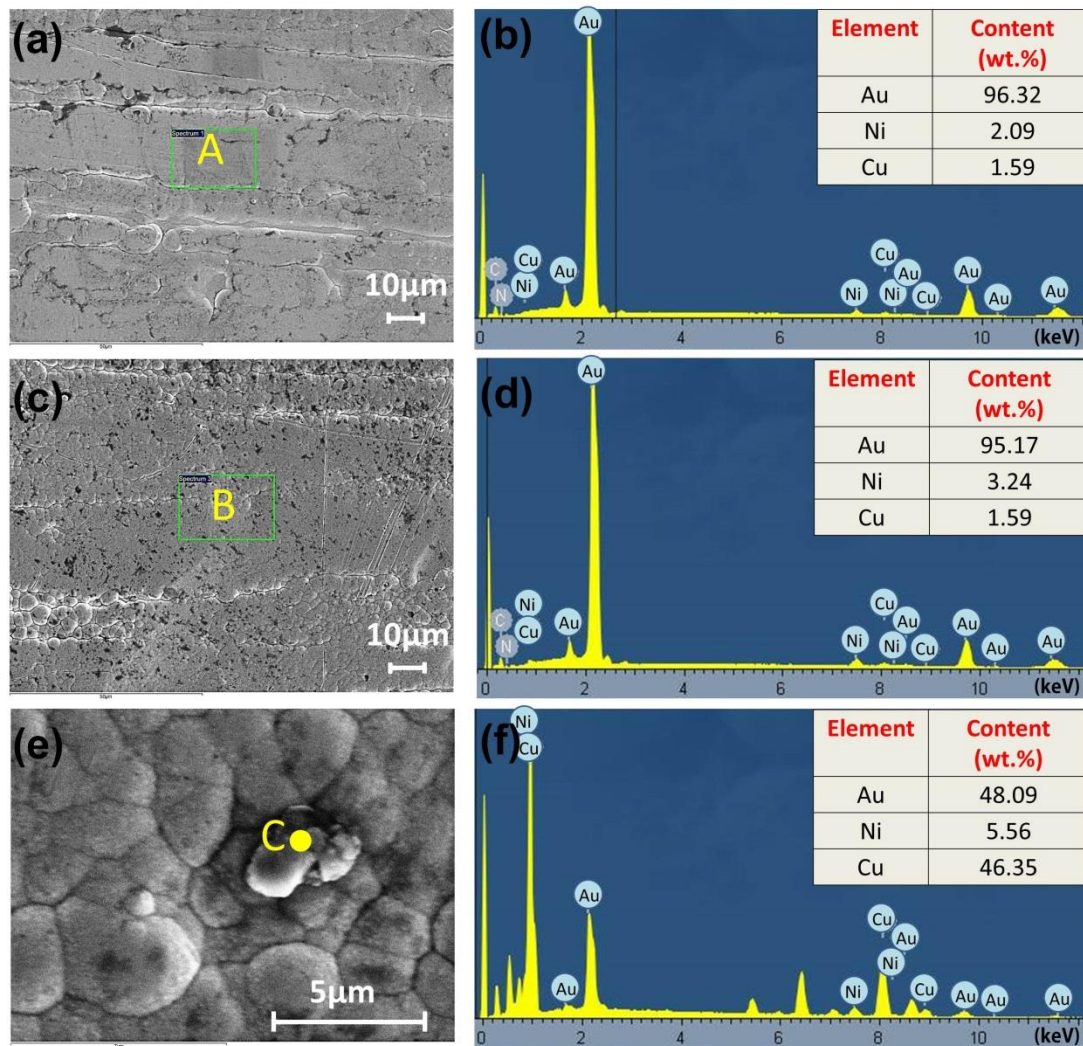 (a)
Spectrum 1
A
10μm
(b)
Au
Element Content
(wt.%)
Au 96.32
Ni 2.09
Cu 1.59
C
N
Cu
Ni
Au
Ni
Cu
Ni
Au
Cu
Au
Au
Au
0 2 4 6 8 10 (keV)
(c)
Spectrum 3
B
10μm
(d)
Au
Element Content
(wt.%)
Au 95.17
Ni 3.24
Cu 1.59
C
N
Ni
Cu
Au
Ni
Cu
Ni
Au
Cu
Au
Au
Au
0 2 4 6 8 10 (keV)
(e)
C
5μm
(f)
Ni
Cu
Element Content
(wt.%)
Au 48.09
Ni 5.56
Cu 46.35
Au
Au
Ni
Cu
Au
Ni
Cu
Au
Au
Au
0 2 4 6 8 10 (keV)